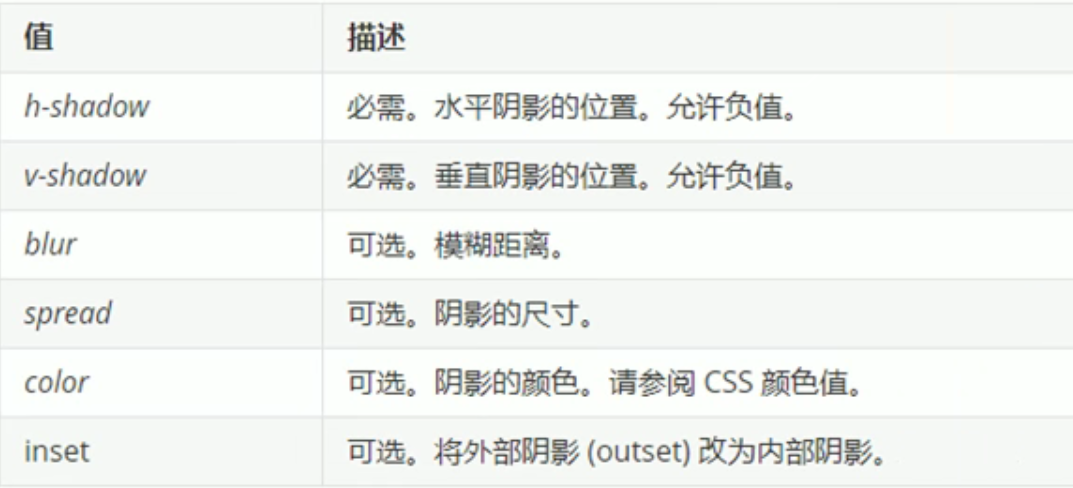 值 描述
h-shadow 必需。水平阴影的位置。允许负值。
v-shadow 必需。垂直阴影的位置。允许负值。
blur 可选。模糊距离。
spread 可选。阴影的尺寸。
color 可选。阴影的颜色。请参阅 CSS 颜色值。
inset 可选。将外部阴影 (outset) 改为内部阴影。